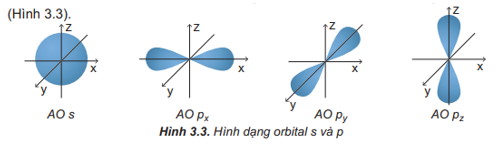 (Hình 3.3).
z z z z
x x x x
y y y y
AO s AO px AO py AO pz
Hình 3.3. Hình dạng orbital s và p